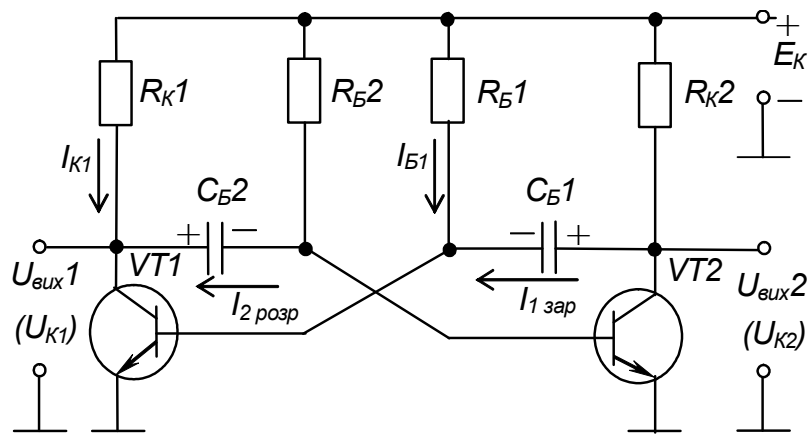 +
E_К
−
R_К1
R_Б2
R_Б1
R_К2
I_К1
I_Б1
C_Б2
C_Б1
+ −
− +
U_вих1
VT1
VT2
U_вих2
I_2 розр
I_1 зар
(U_К1)
(U_К2)